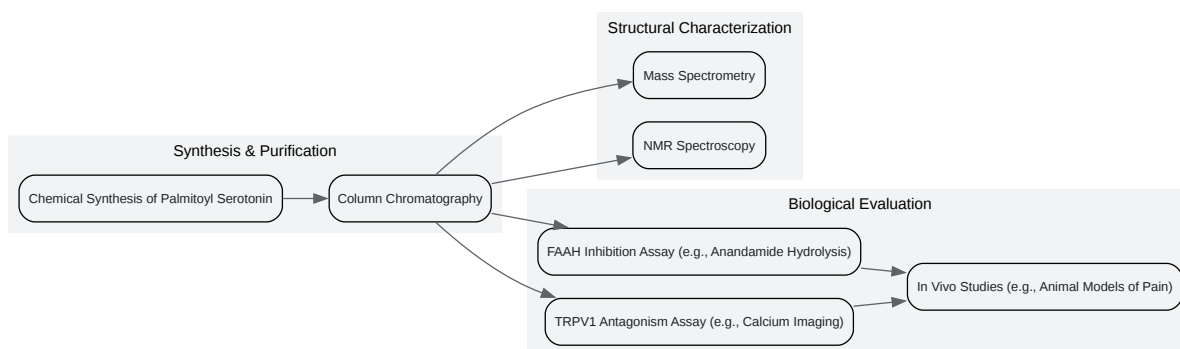 Structural Characterization
Mass Spectrometry
NMR Spectroscopy
Synthesis & Purification
Chemical Synthesis of Palmitoyl Serotonin
Column Chromatography
Biological Evaluation
FAAH Inhibition Assay (e.g., Anandamide Hydrolysis)
In Vivo Studies (e.g., Animal Models of Pain)
TRPV1 Antagonism Assay (e.g., Calcium Imaging)